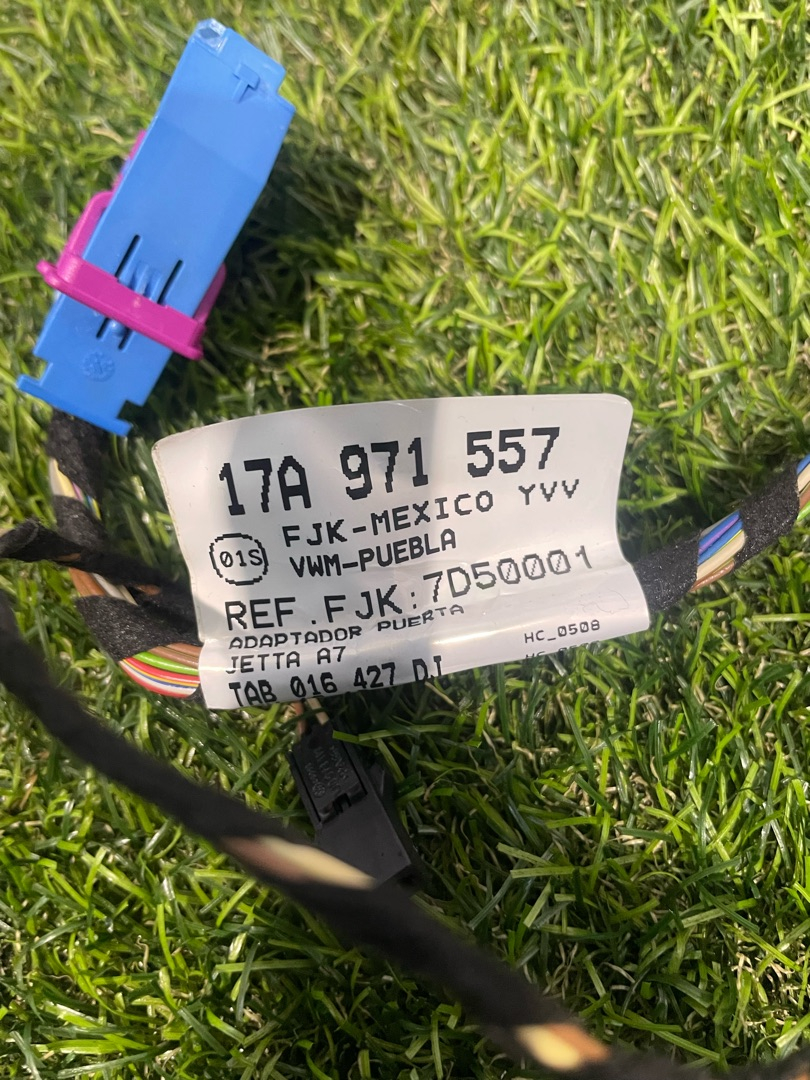 17A 971 557
FJK-MEXICO YVV
01S
VWM-PUEBLA
REF.FJK:7D50001
ADAPTADOR PUERTA
HC_0508
JETTA A7
TAB 016 427 DJ